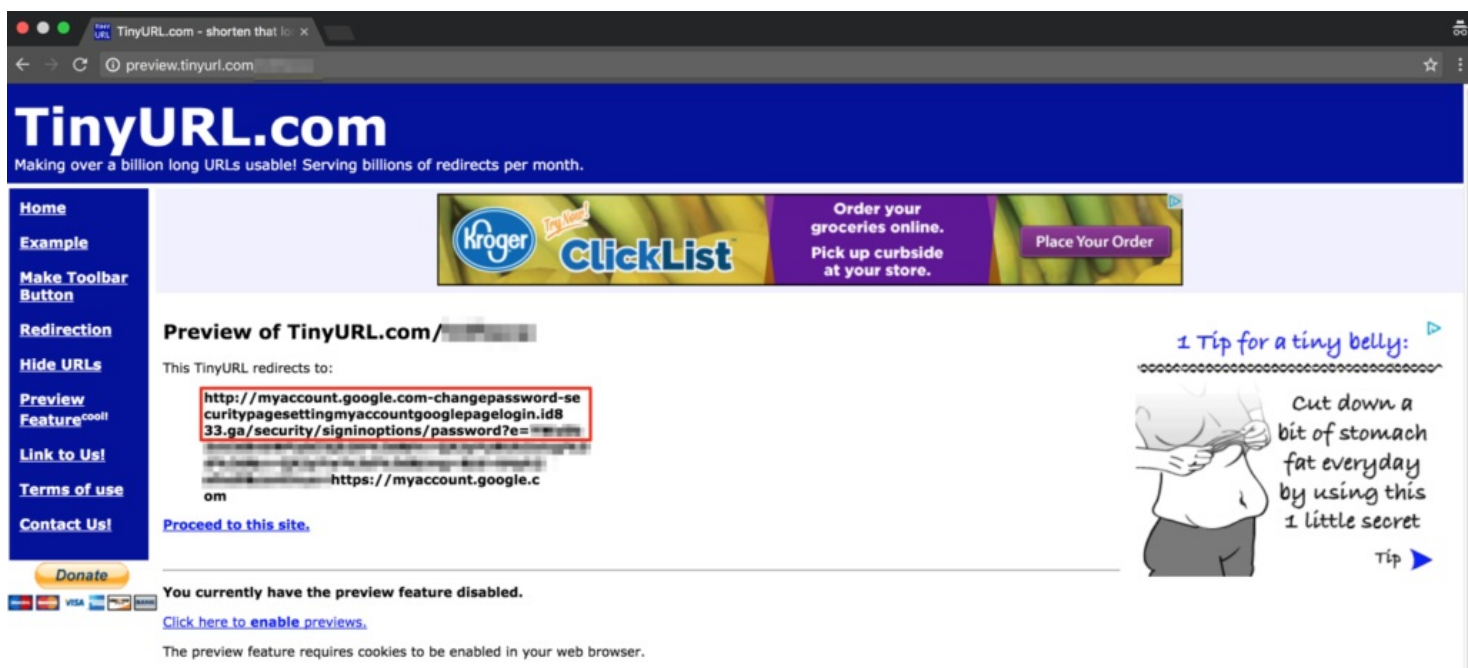 TinyURL.com - shorten that lo
preview.tinyurl.com
TinyURL.com
Making over a billion long URLs usable! Serving billions of redirects per month.
Home
Example
Make Toolbar
Button
Redirection
Hide URLs
Preview
Feature cool!
Link to Us!
Terms of use
Contact Us!
Donate
VISA
Kroger
Try Now!
ClickList
Order your
groceries online.
Pick up curbside
at your store.
Place Your Order
Preview of TinyURL.com/
This TinyURL redirects to:
http://myaccount.google.com-changepassword-se
curitypagesettingmyaccountgooglepagelogin.id8
33.ga/security/signinoptions/password?e=
https://myaccount.google.c
om
Proceed to this site.
You currently have the preview feature disabled.
Click here to enable previews.
The preview feature requires cookies to be enabled in your web browser.
1 Tip for a tiny belly:
Cut down a
bit of stomach
fat everyday
by using this
1 little secret
Tip